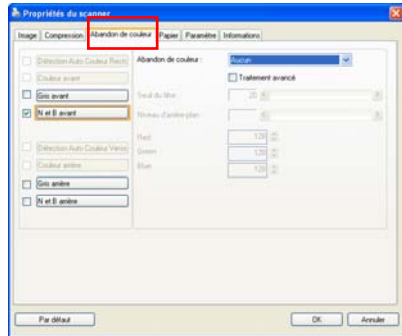 Propriétés du scanner
Image Compression Abandon de couleur Papier Paramètre Informations
Détection Auto Couleur Recto
Couleur avant
Gris avant
N et B avant
Détection Auto Couleur Verso
Couleur arrière
Gris arrière
N et B arrière
Abandon de couleur :
Aucun
Traitement avancé
Seuil du filtre : 20
Niveau d'arrière-plan :
Red 128
Green 128
Blue 128
Par défaut OK Annuler